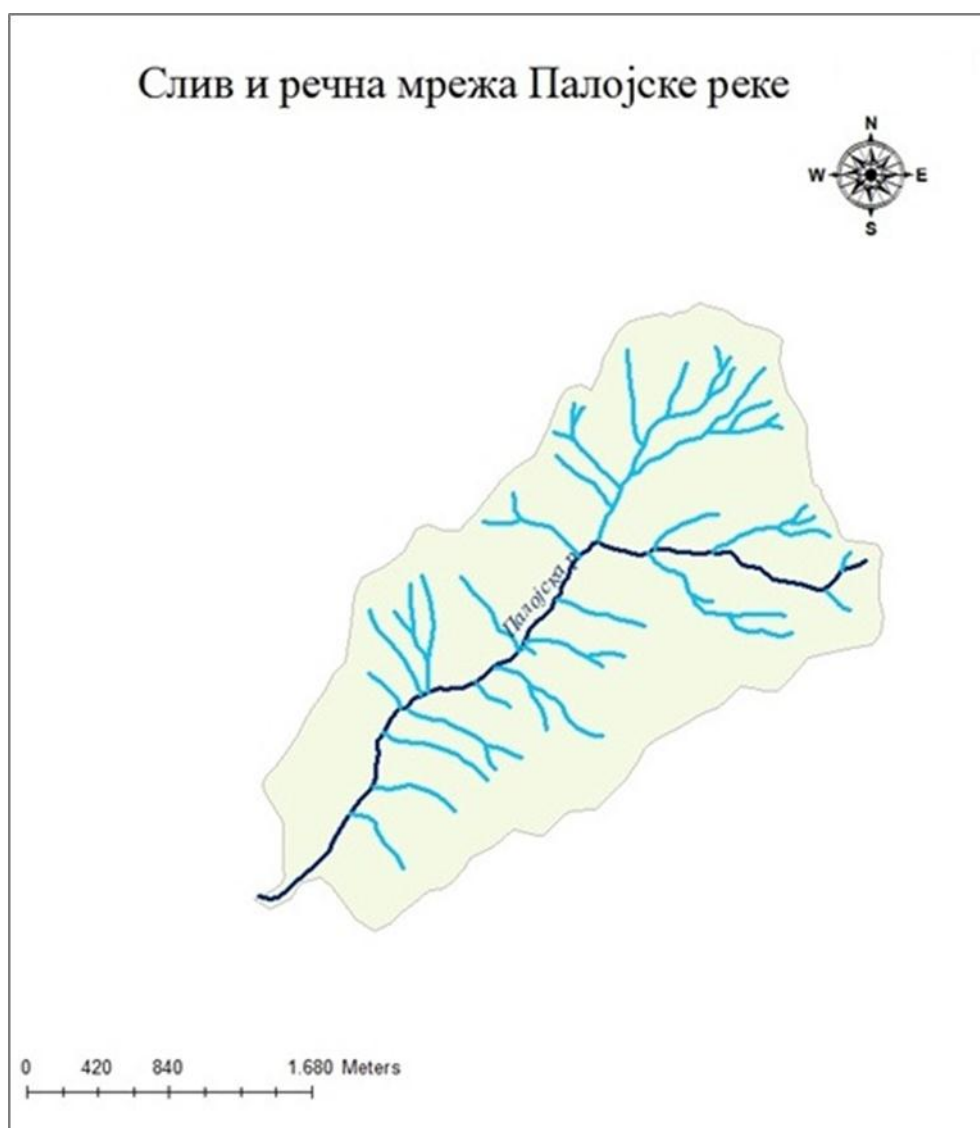 Слив и речна мрежа Палојске реке
N
W E
S
Палојска р.
0 420 840 1.680 Meters